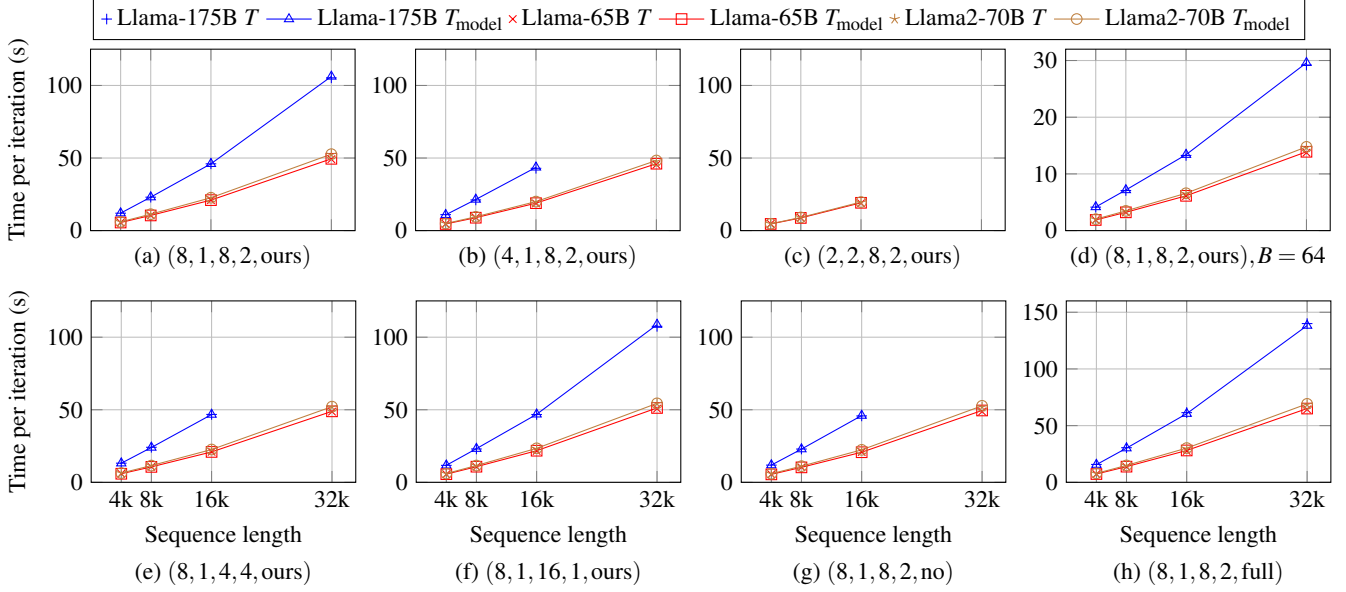 Llama-175B T Llama-175B T_model Llama-65B T Llama-65B T_model Llama2-70B T Llama2-70B T_model
Time per iteration (s)
100
50
0
(a) (8,1,8,2,ours)
100
50
0
(b) (4,1,8,2,ours)
100
50
0
(c) (2,2,8,2,ours)
30
20
10
0
(d) (8,1,8,2,ours), B = 64
Time per iteration (s)
100
50
0
4k 8k 16k 32k
Sequence length
(e) (8,1,4,4,ours)
100
50
0
4k 8k 16k 32k
Sequence length
(f) (8,1,16,1,ours)
100
50
0
4k 8k 16k 32k
Sequence length
(g) (8,1,8,2,no)
150
100
50
0
4k 8k 16k 32k
Sequence length
(h) (8,1,8,2,full)